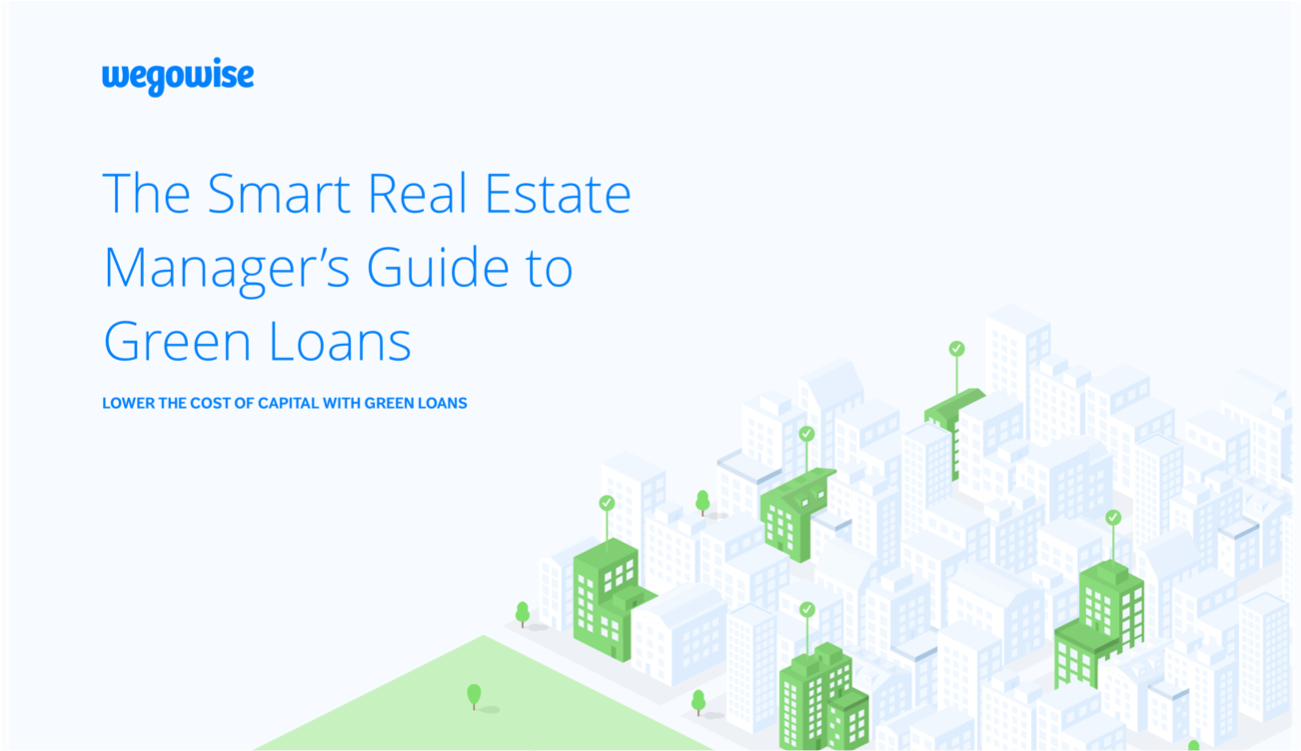 wegowise
The Smart Real Estate
Manager’s Guide to
Green Loans
LOWER THE COST OF CAPITAL WITH GREEN LOANS